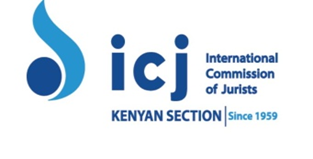 icj
International
Commission
of Jurists
KENYAN SECTION | Since 1959